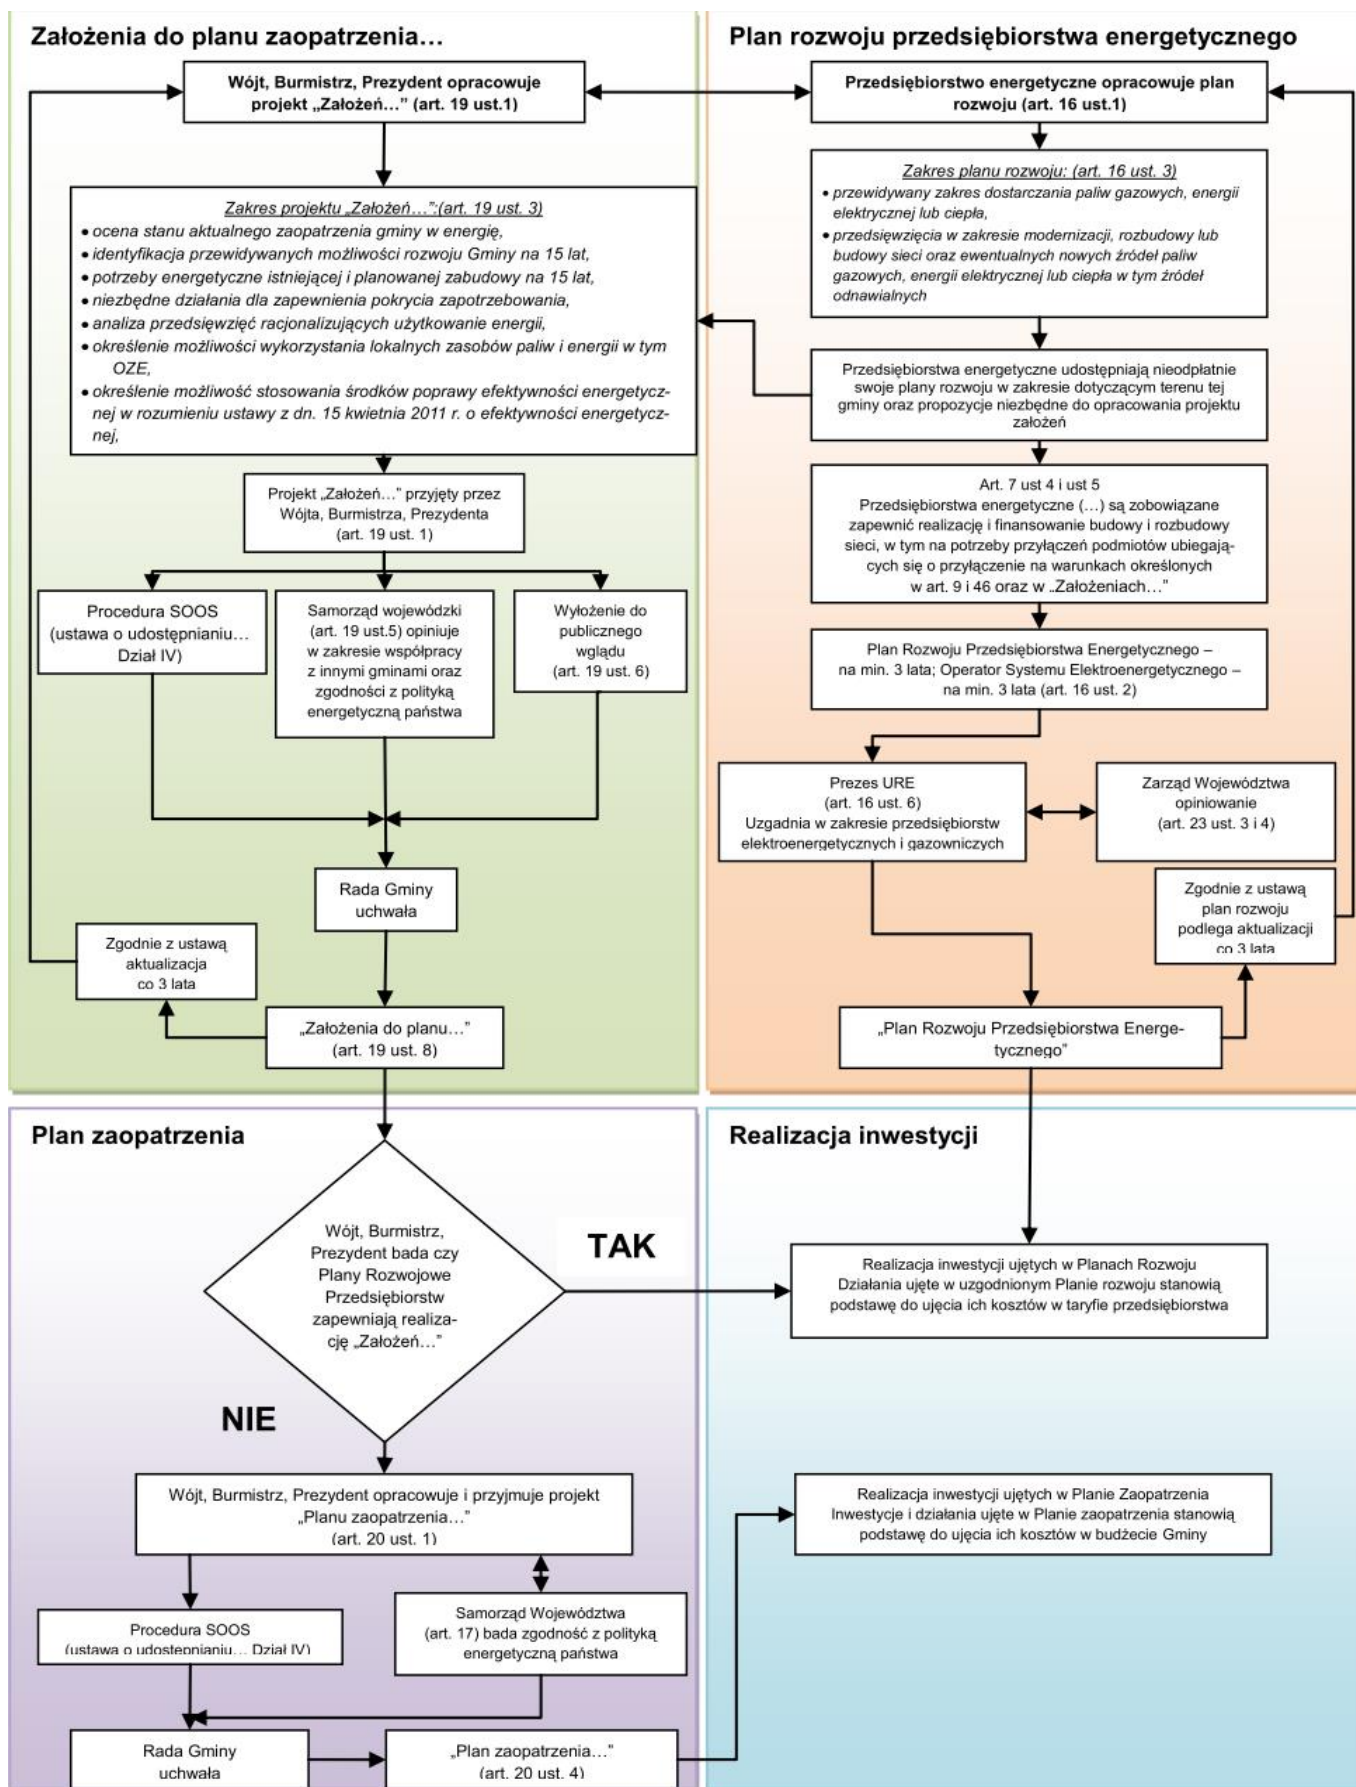 Założenia do planu zaopatrzenia…
Wójt, Burmistrz, Prezydent opracowuje
projekt „Założeń…” (art. 19 ust.1)
Zakres projektu „Założeń…”:(art. 19 ust. 3)
• ocena stanu aktualnego zaopatrzenia gminy w energię,
• identyfikacja przewidywanych możliwości rozwoju Gminy na 15 lat,
• potrzeby energetyczne istniejącej i planowanej zabudowy na 15 lat,
• niezbędne działania dla zapewnienia pokrycia zapotrzebowania,
• analiza przedsięwzięć racjonalizujących użytkowanie energii,
• określenie możliwości wykorzystania lokalnych zasobów paliw i energii w tym
OZE,
• określenie możliwość stosowania środków poprawy efektywności energetycz-
nej w rozumieniu ustawy z dn. 15 kwietnia 2011 r. o efektywności energetycz-
nej,
Projekt „Założeń…” przyjęty przez
Wójta, Burmistrza, Prezydenta
(art. 19 ust. 1)
Procedura SOOS
(ustawa o udostępnianiu…
Dział IV)
Samorząd wojewódzki
(art. 19 ust.5) opiniuje
w zakresie współpracy
z innymi gminami oraz
zgodności z polityką
energetyczną państwa
Wyłożenie do
publicznego
wglądu
(art. 19 ust. 6)
Rada Gminy
uchwała
Zgodnie z ustawą
aktualizacja
co 3 lata
„Założenia do planu…”
(art. 19 ust. 8)
Plan rozwoju przedsiębiorstwa energetycznego
Przedsiębiorstwo energetyczne opracowuje plan
rozwoju (art. 16 ust.1)
Zakres planu rozwoju: (art. 16 ust. 3)
• przewidywany zakres dostarczania paliw gazowych, energii
elektrycznej lub ciepła,
• przedsięwzięcia w zakresie modernizacji, rozbudowy lub
budowy sieci oraz ewentualnych nowych źródeł paliw
gazowych, energii elektrycznej lub ciepła w tym źródeł
odnawialnych
Przedsiębiorstwa energetyczne udostępniają nieodpłatnie
swoje plany rozwoju w zakresie dotyczącym terenu tej
gminy oraz propozycje niezbędne do opracowania projektu
założeń
Art. 7 ust 4 i ust 5
Przedsiębiorstwa energetyczne (…) są zobowiązane
zapewnić realizację i finansowanie budowy i rozbudowy
sieci, w tym na potrzeby przyłączeń podmiotów ubiegają-
cych się o przyłączenie na warunkach określonych
w art. 9 i 46 oraz w „Założeniach…”
Plan Rozwoju Przedsiębiorstwa Energetycznego –
na min. 3 lata; Operator Systemu Elektroenergetycznego –
na min. 3 lata (art. 16 ust. 2)
Prezes URE
(art. 16 ust. 6)
Uzgadnia w zakresie przedsiębiorstw
elektroenergetycznych i gazowniczych
Zarząd Województwa
opiniowanie
(art. 23 ust. 3 i 4)
Zgodnie z ustawą
plan rozwoju
podlega aktualizacji
co 3 lata
„Plan Rozwoju Przedsiębiorstwa Energe-
tycznego”
Plan zaopatrzenia
Wójt, Burmistrz,
Prezydent bada czy
Plany Rozwojowe
Przedsiębiorstw
zapewniają realiza-
cję „Założeń…”
TAK
NIE
Wójt, Burmistrz, Prezydent opracowuje i przyjmuje projekt
„Planu zaopatrzenia…”
(art. 20 ust. 1)
Procedura SOOS
(ustawa o udostępnianiu… Dział IV)
Samorząd Województwa
(art. 17) bada zgodność z polityką
energetyczną państwa
Rada Gminy
uchwała
„Plan zaopatrzenia…”
(art. 20 ust. 4)
Realizacja inwestycji
Realizacja inwestycji ujętych w Planach Rozwoju
Działania ujęte w uzgodnionym Planie rozwoju stanowią
podstawę do ujęcia ich kosztów w taryfie przedsiębiorstwa
Realizacja inwestycji ujętych w Planie Zaopatrzenia
Inwestycje i działania ujęte w Planie zaopatrzenia stanowią
podstawę do ujęcia ich kosztów w budżecie Gminy